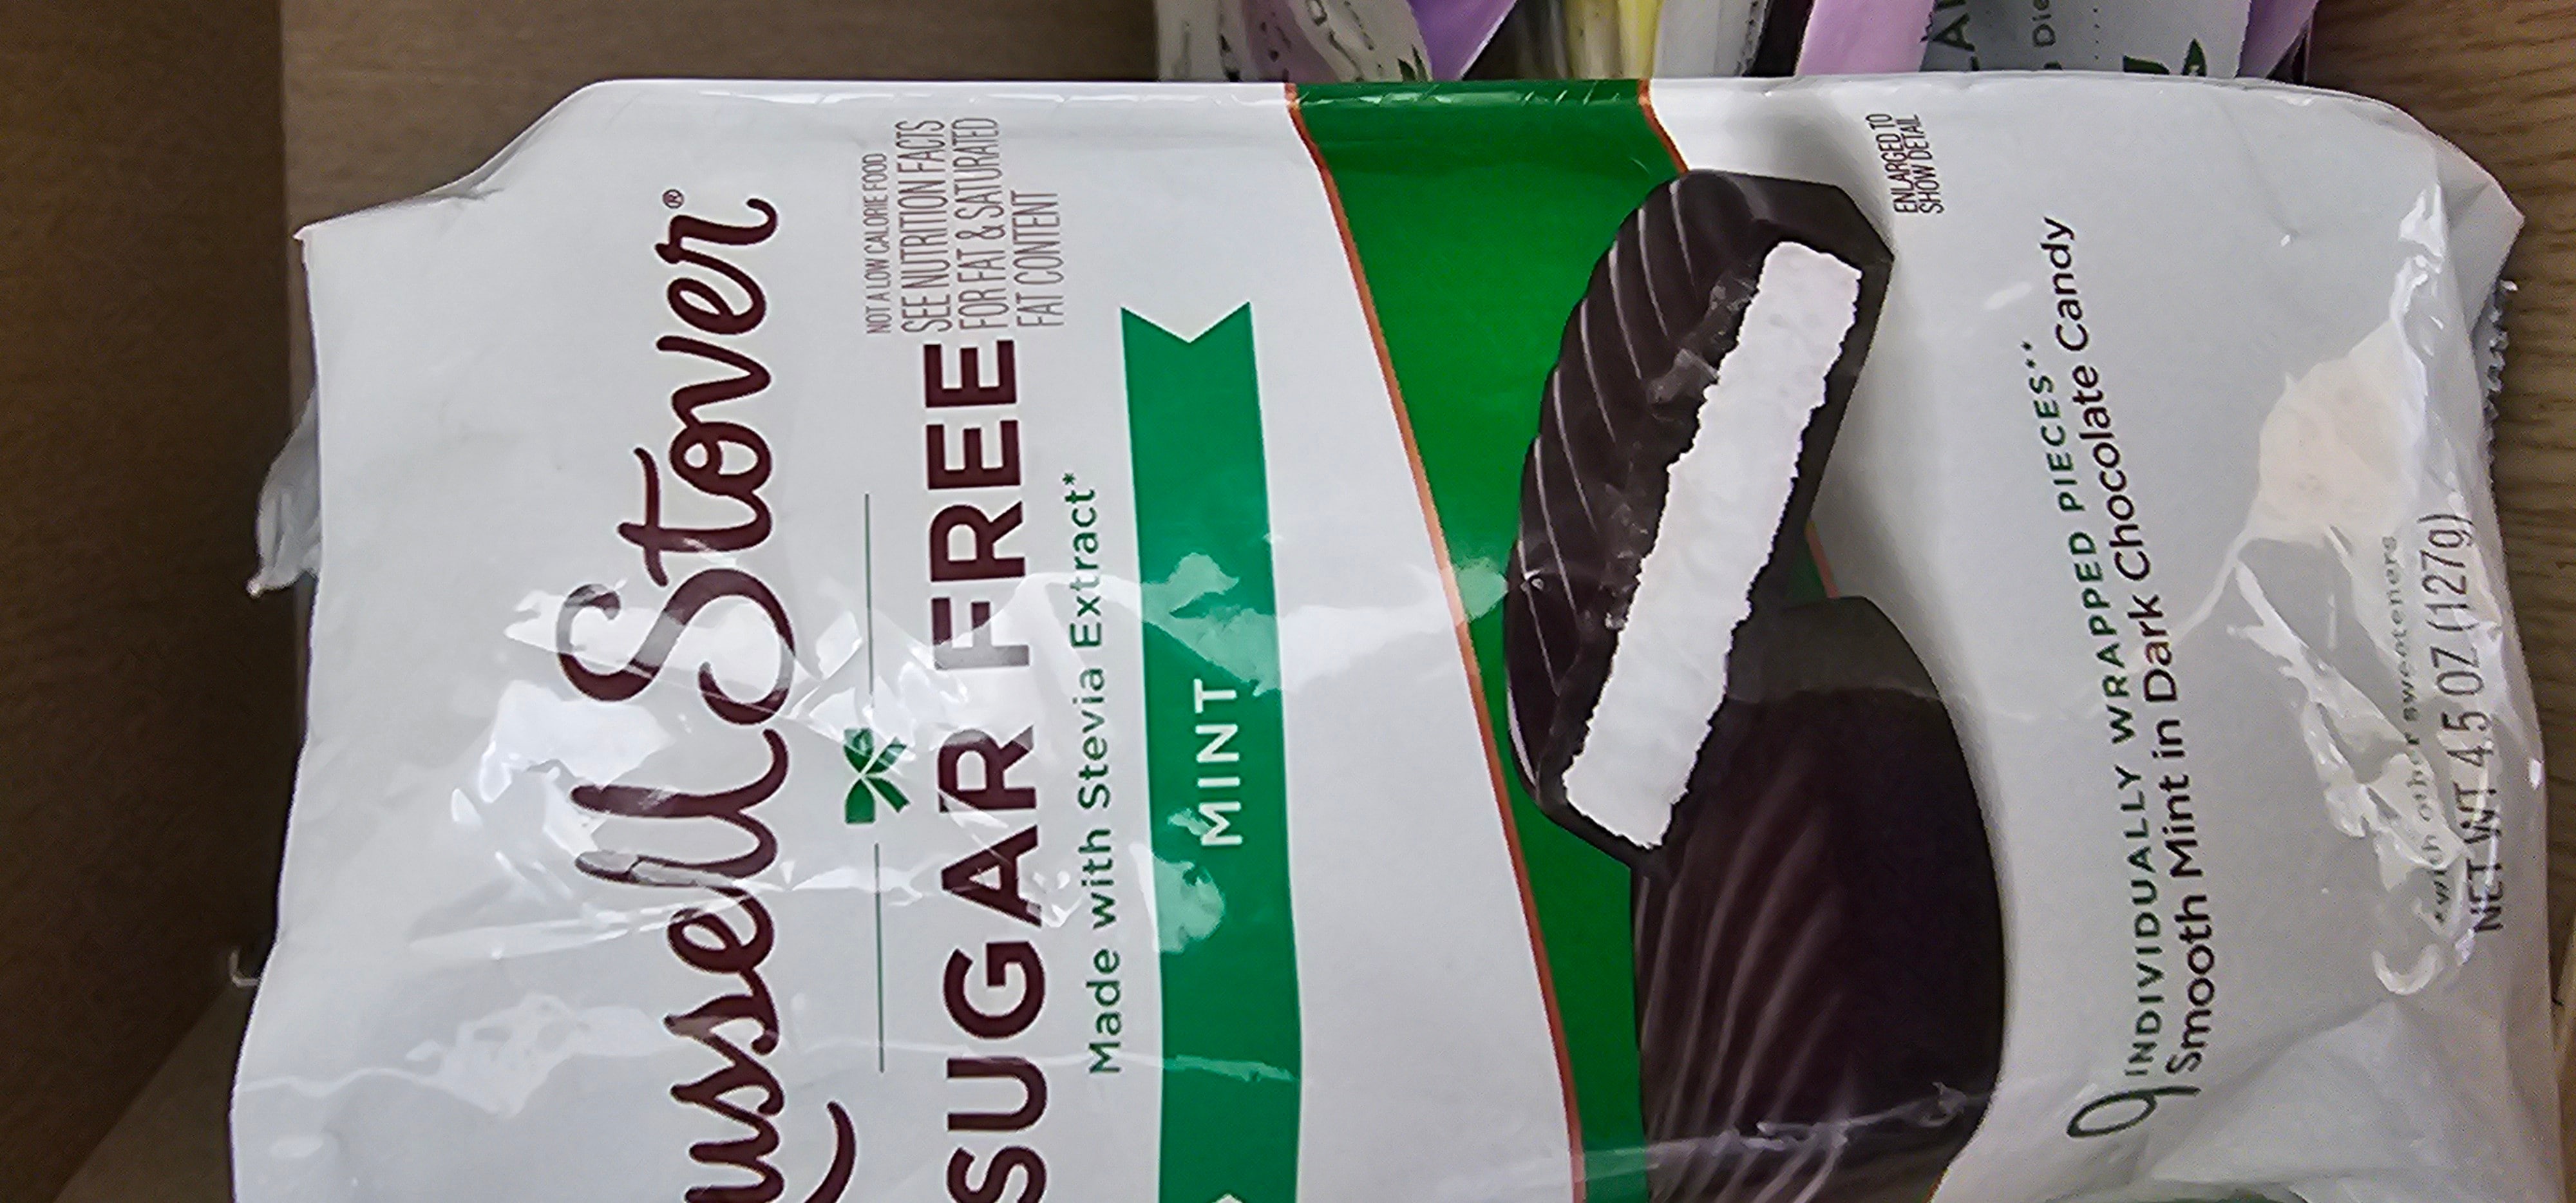 ussell Stover®
NOT A LOW CALORIE FOOD
SEE NUTRITION FACTS
FOR FAT & SATURATED
FAT CONTENT
SUGAR FREE
Made with Stevia Extract*
MINT
ENLARGED TO
SHOW DETAIL
9 INDIVIDUALLY WRAPPED PIECES**
Smooth Mint in Dark Chocolate Candy
*with other sweeteners
NET WT 4.5 OZ (127g)
Die